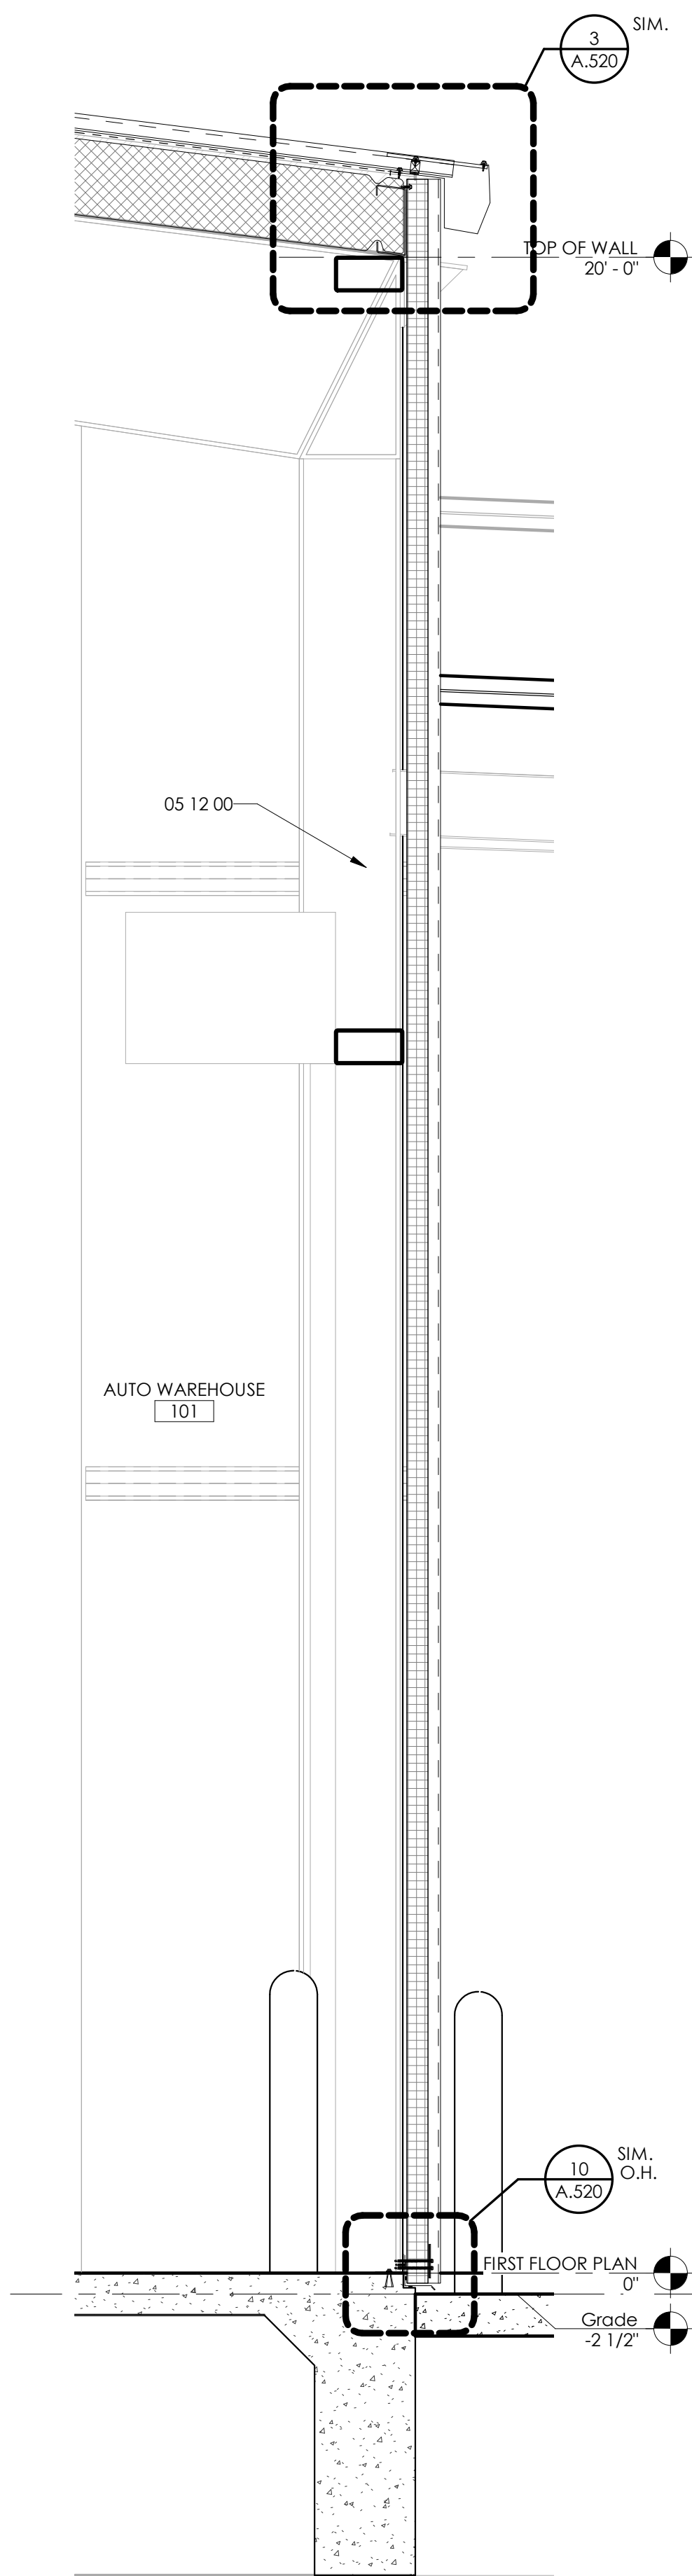 3
A.520
SIM.
TOP OF WALL
20' - 0"
05 12 00
AUTO WAREHOUSE
101
10
A.520
SIM.
O.H.
FIRST FLOOR PLAN
0"
Grade
-2 1/2"